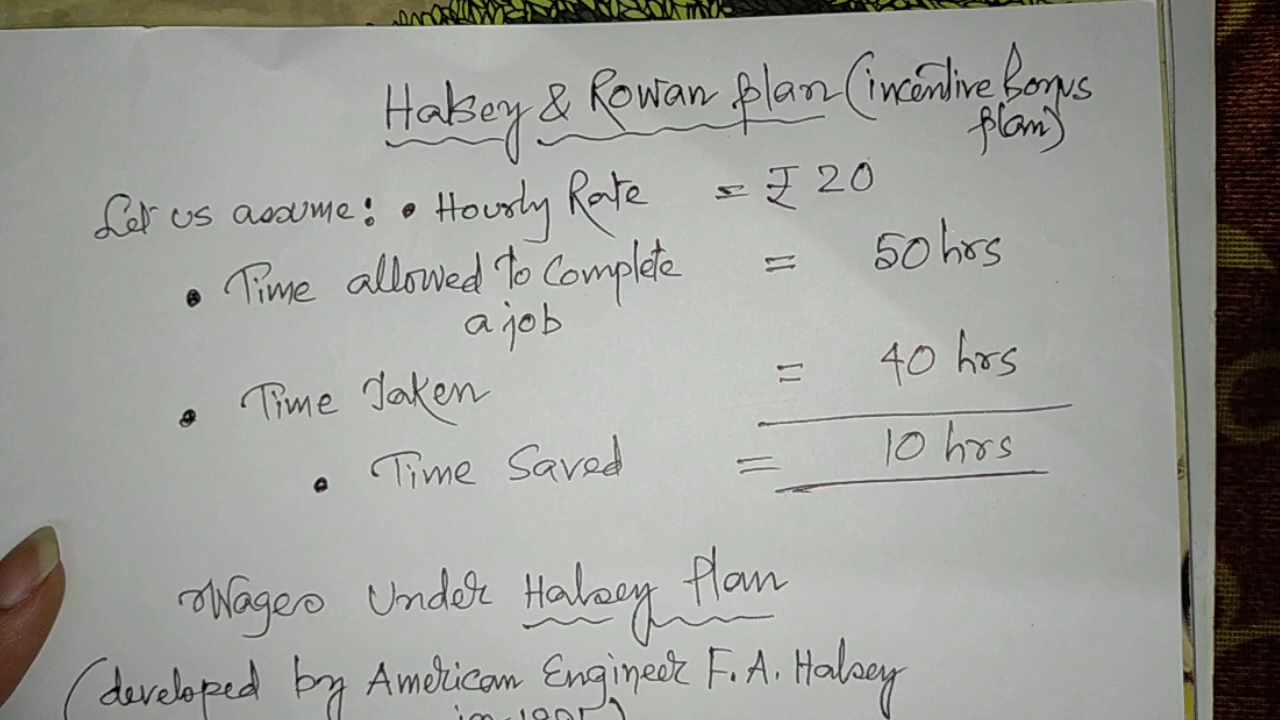 Halsey & Rowan plan (incentive Bonus
plan)
Let us assume: • Hourly Rate = ₹ 20
• Time allowed to Complete = 50 hrs
a job
• Time Taken = 40 hrs
• Time Saved = 10 hrs
Wages Under Halsey Plan
(developed by American Engineer F.A. Halsey